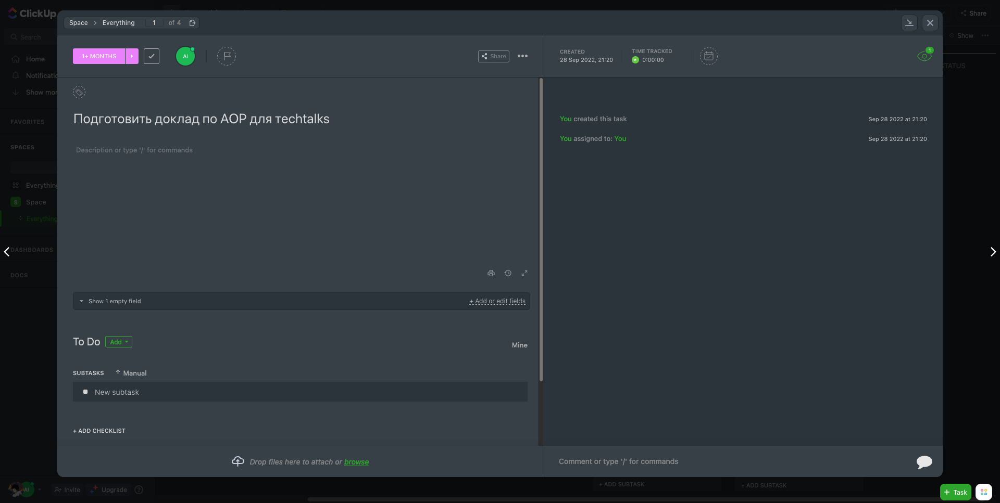 ClickUp
Space > Everything 1 of 4
Share
Search
Show
1+ MONTHS
AI
Share
CREATED
28 Sep 2022, 21:20
TIME TRACKED
0:00:00
1
Home
STATUS
Show
Подготовить доклад по AOP для techtalks
You created this task
Sep 28 2022 at 21:20
FAVORITES
You assigned to: You
Sep 28 2022 at 21:20
SPACES
Description or type '/' for commands
Everything
S Space
Everything
DASHBOARDS
DOCS
Show 1 empty field
+ Add or edit fields
To Do Add
Mine
SUBTASKS Manual
New subtask
+ ADD CHECKLIST
Drop files here to attach or browse
Comment or type '/' for commands
AI
Invite
Upgrade
?
+ ADD SUBTASK
+ ADD SUBTASK
+ Task